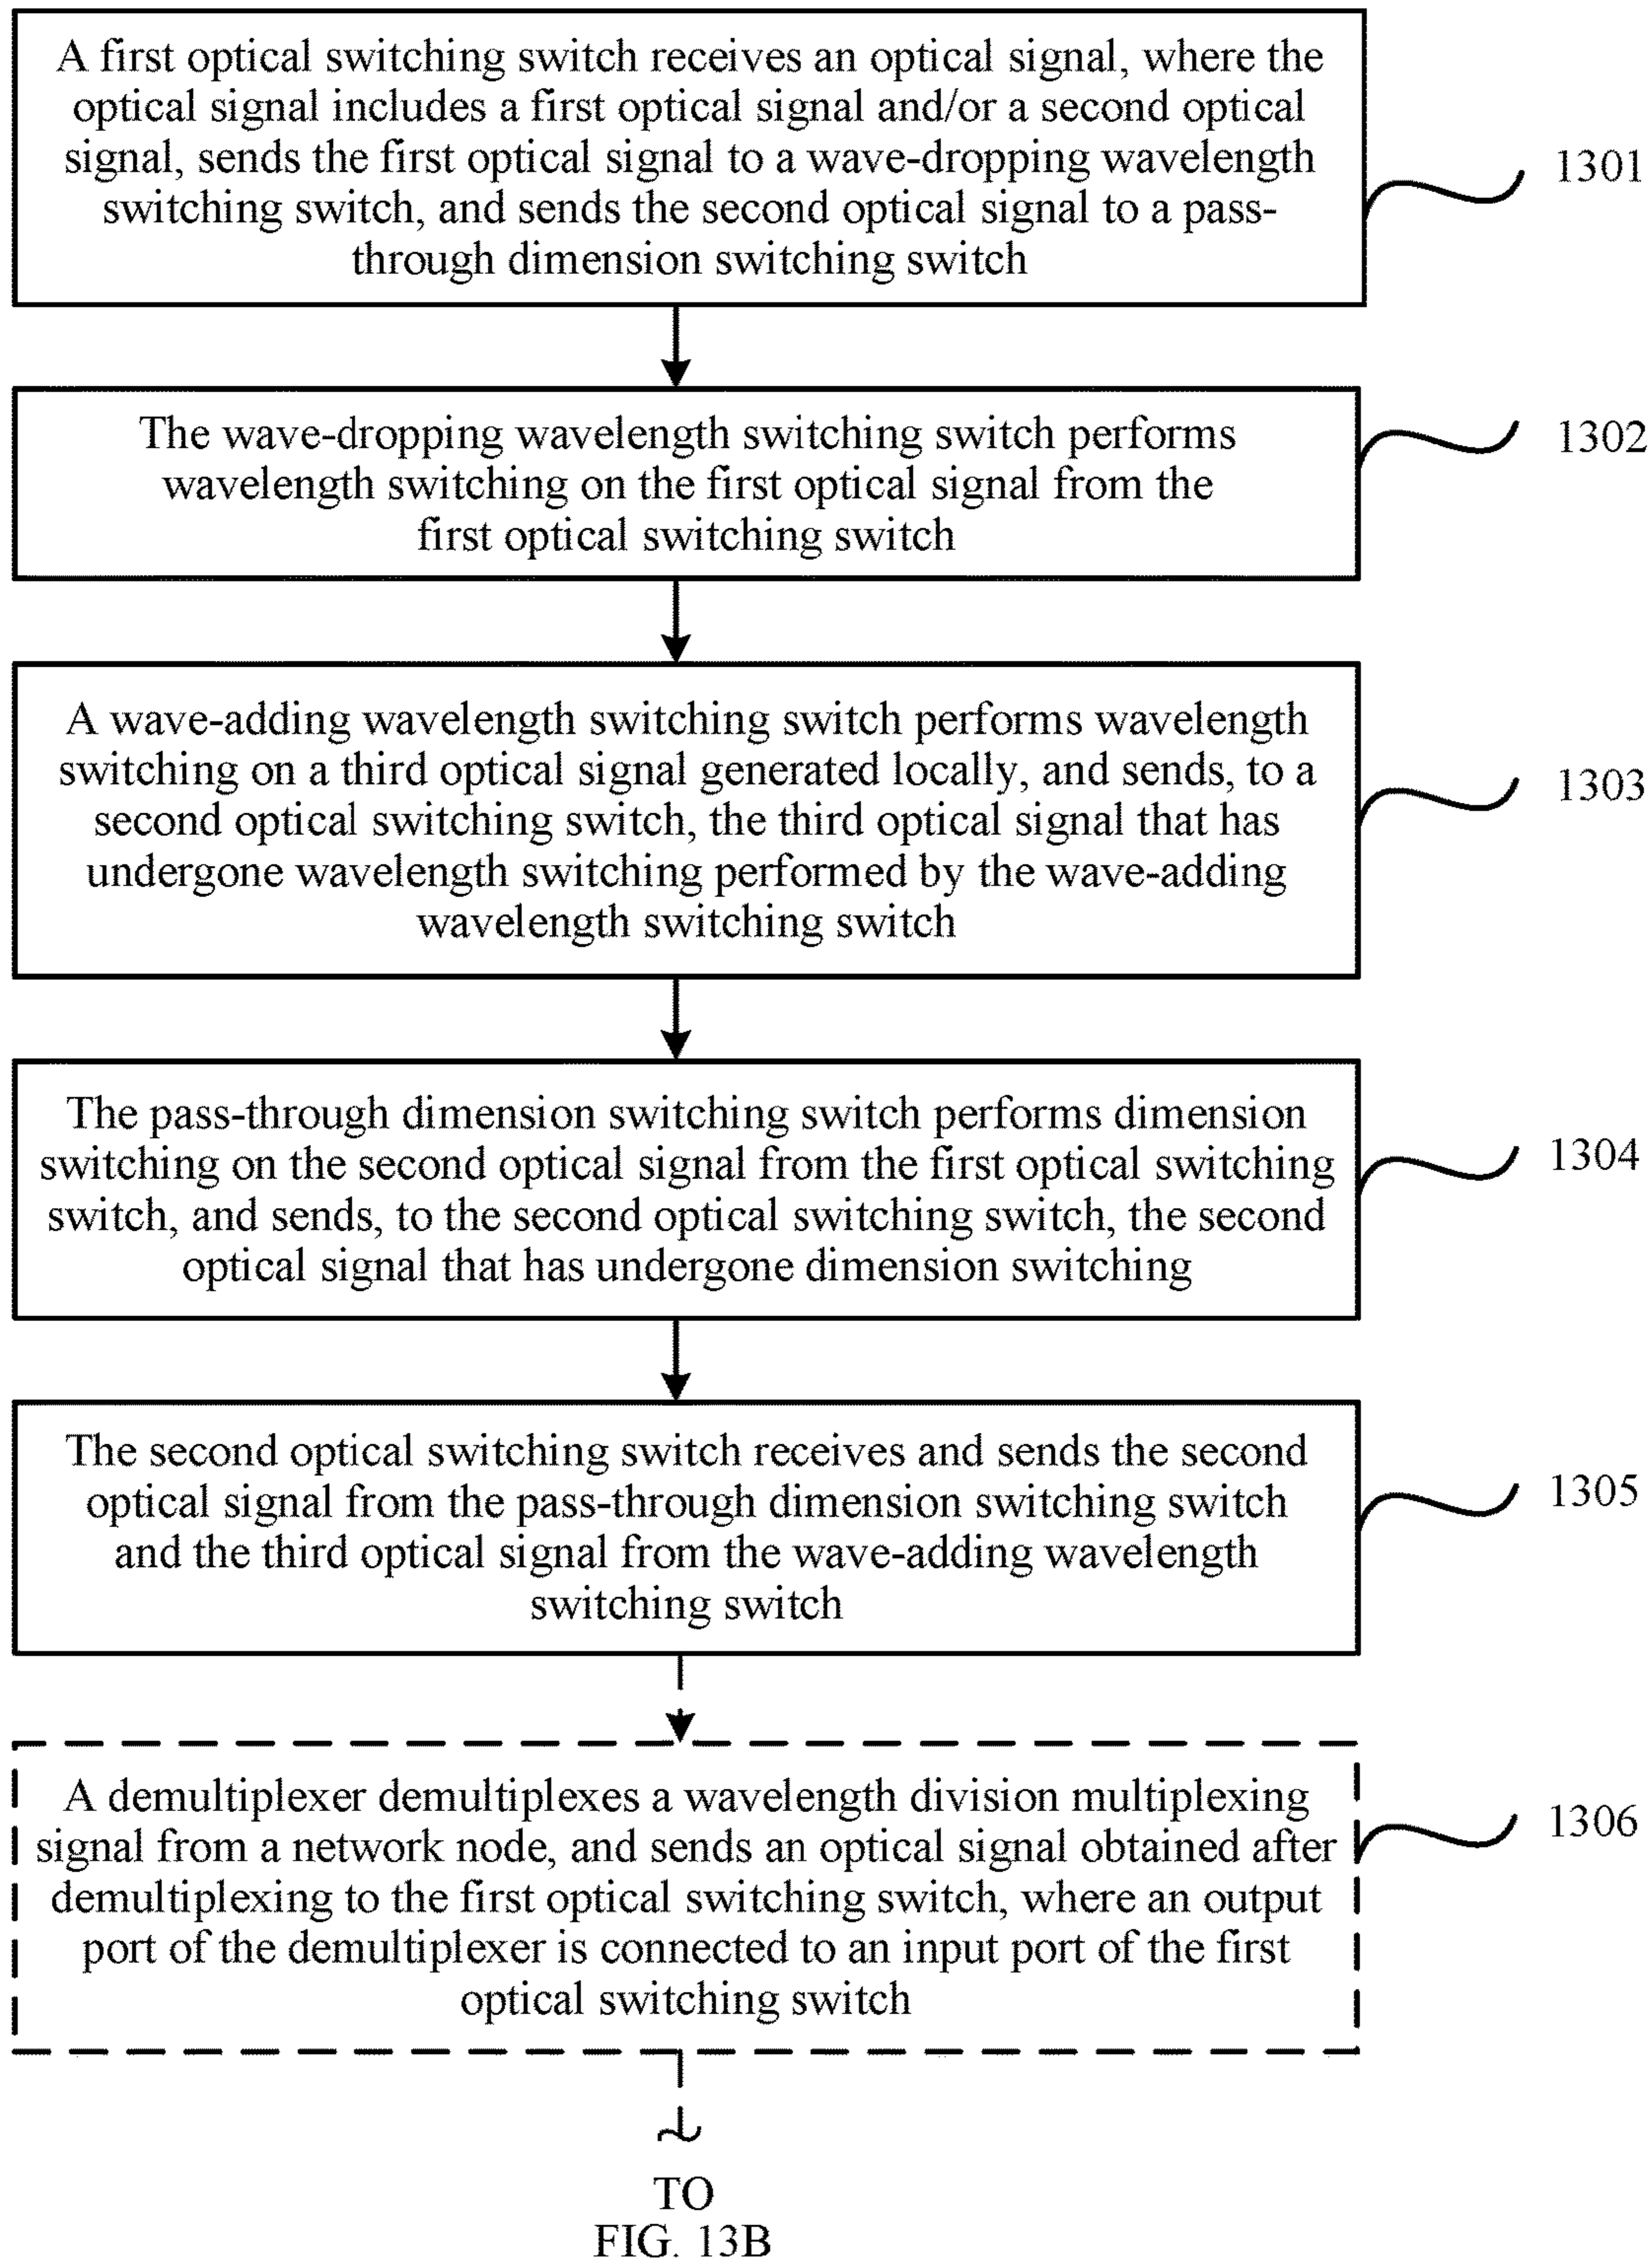 A first optical switching switch receives an optical signal, where the
optical signal includes a first optical signal and/or a second optical
signal, sends the first optical signal to a wave-dropping wavelength
switching switch, and sends the second optical signal to a pass-
through dimension switching switch
1301
The wave-dropping wavelength switching switch performs
wavelength switching on the first optical signal from the
first optical switching switch
1302
A wave-adding wavelength switching switch performs wavelength
switching on a third optical signal generated locally, and sends, to a
second optical switching switch, the third optical signal that has
undergone wavelength switching performed by the wave-adding
wavelength switching switch
1303
The pass-through dimension switching switch performs dimension
switching on the second optical signal from the first optical switching
switch, and sends, to the second optical switching switch, the second
optical signal that has undergone dimension switching
1304
The second optical switching switch receives and sends the second
optical signal from the pass-through dimension switching switch
and the third optical signal from the wave-adding wavelength
switching switch
1305
A demultiplexer demultiplexes a wavelength division multiplexing
signal from a network node, and sends an optical signal obtained after
demultiplexing to the first optical switching switch, where an output
port of the demultiplexer is connected to an input port of the first
optical switching switch
1306
TO
FIG. 13B